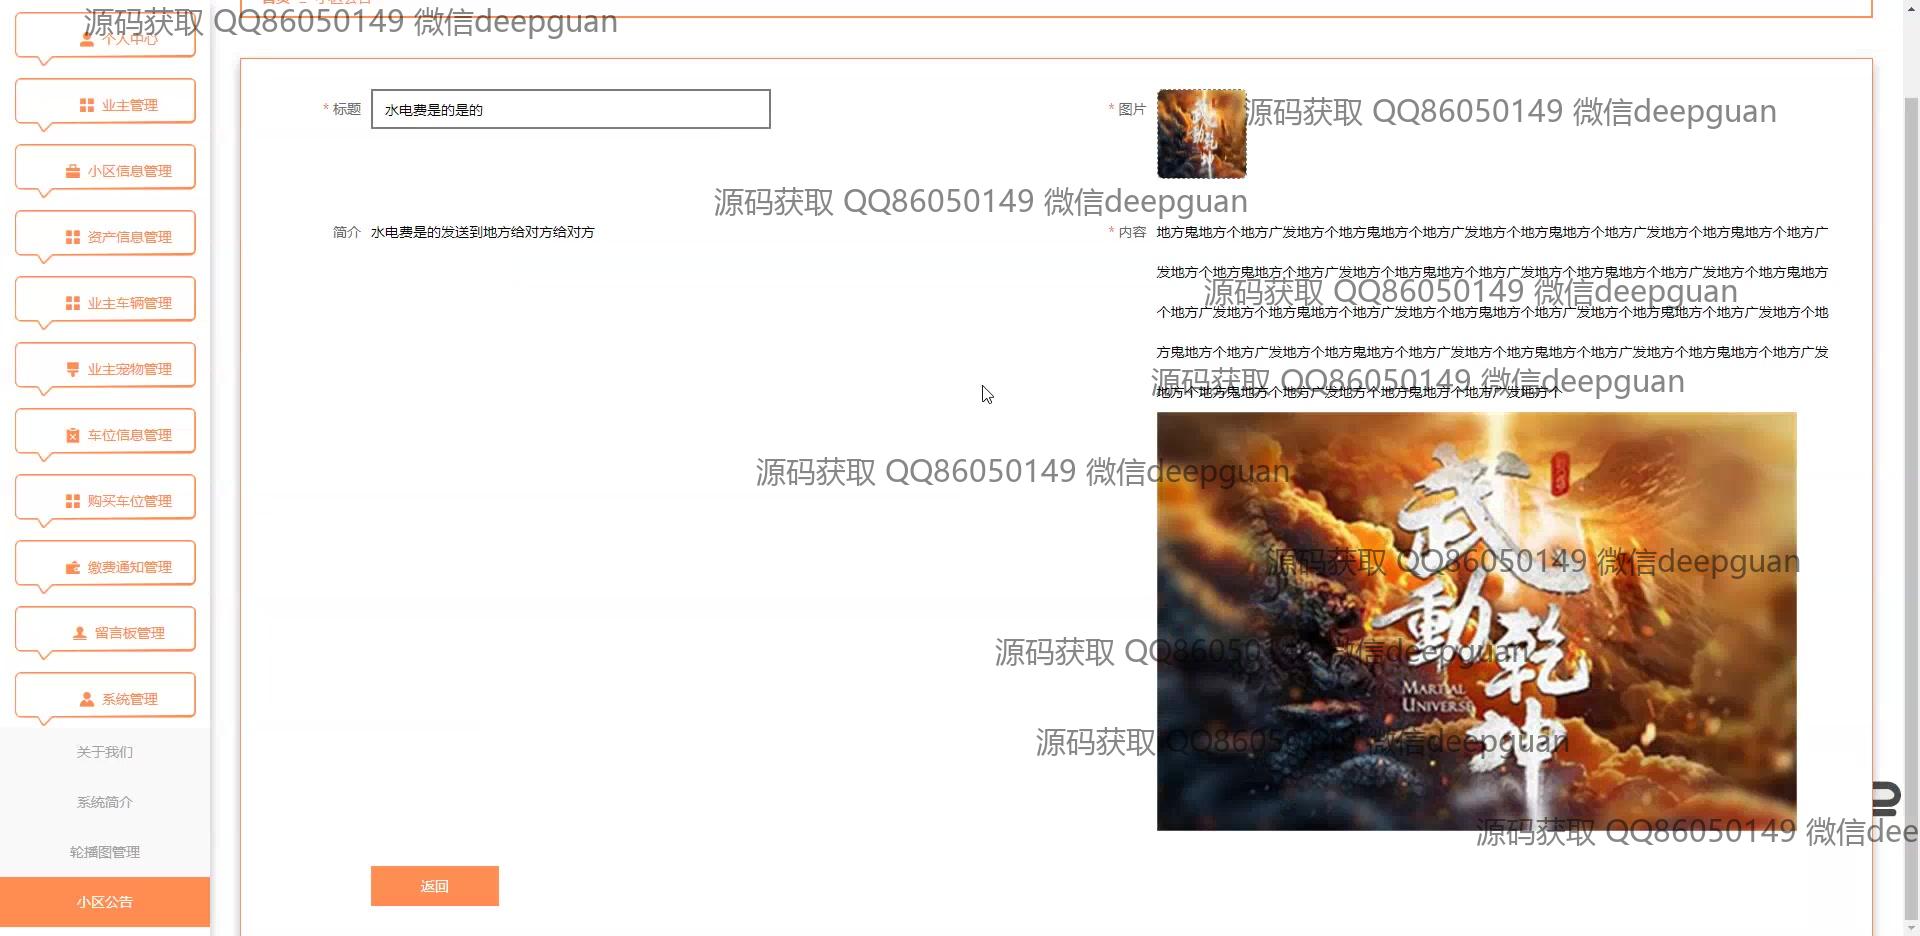 源码获取 QQ86050149 微信deepguan
个人中心
业主管理
小区信息管理
资产信息管理
业主车辆管理
业主宠物管理
车位信息管理
购买车位管理
缴费通知管理
留言板管理
系统管理
关于我们
系统简介
轮播图管理
小区公告
* 标题 水电费是的是的
* 图片
源码获取 QQ86050149 微信deepguan
源码获取 QQ86050149 微信deepguan
简介 水电费是的发送到地方给对方给对方
* 内容 地方鬼地方个地方广发地方个地方鬼地方个地方广发地方个地方鬼地方个地方广发地方个地方鬼地方个地方广
发地方个地方鬼地方个地方广发地方个地方鬼地方个地方广发地方个地方鬼地方个地方广发地方个地方鬼地方
源码获取 QQ86050149 微信deepguan
个地方广发地方个地方鬼地方个地方广发地方个地方鬼地方个地方广发地方个地方鬼地方个地方广发地方个地
方鬼地方个地方广发地方个地方鬼地方个地方广发地方个地方鬼地方个地方广发地方个地方鬼地方个地方广发
源码获取 QQ86050149 微信deepguan
地方个地方鬼地方个地方广发地方个地方鬼地方个地方广发地方个
源码获取 QQ86050149 微信deepguan
武動乾坤
MARTIAL
UNIVERSE
源码获取 QQ86050149 微信deepguan
源码获取 QQ86050149 微信deepguan
源码获取 QQ86050149 微信deepguan
源码获取 QQ86050149 微信dee
返回